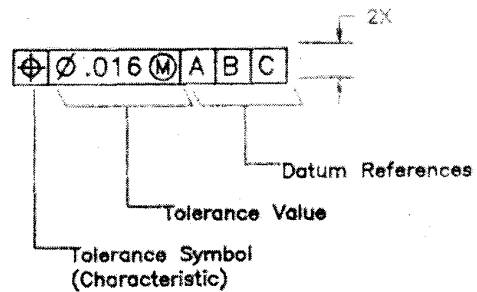 2X
⌖ Ø .016 Ⓜ A B C
Datum References
Tolerance Value
Tolerance Symbol
(Characteristic)